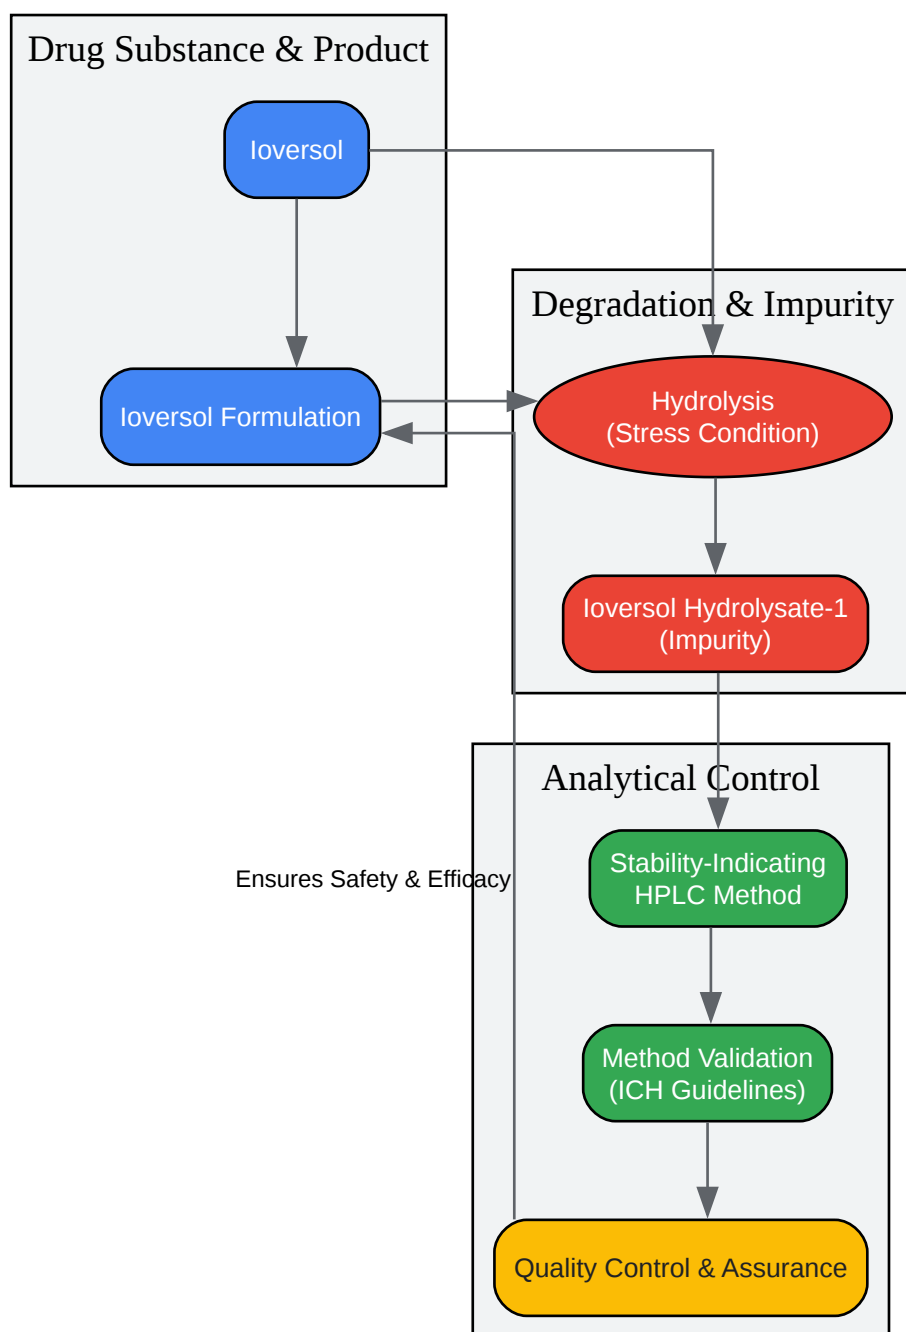 Drug Substance & Product
Ioversol
Ioversol Formulation
Degradation & Impurity
Hydrolysis
(Stress Condition)
Ioversol Hydrolysate-1
(Impurity)
Analytical Control
Stability-Indicating
HPLC Method
Ensures Safety & Efficacy
Method Validation
(ICH Guidelines)
Quality Control & Assurance